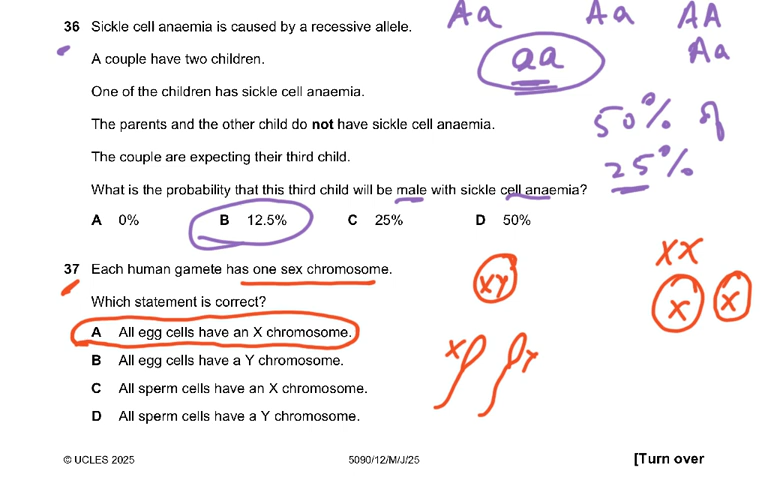 Aa Aa AA
36 Sickle cell anaemia is caused by a recessive allele.
Aa
A couple have two children.
aa
One of the children has sickle cell anaemia.
The parents and the other child do not have sickle cell anaemia.
50%
The couple are expecting their third child.
25%
What is the probability that this third child will be male with sickle cell anaemia?
A 0% B 12.5% C 25% D 50%
37 Each human gamete has one sex chromosome.
XX
XY
Which statement is correct?
X X
A All egg cells have an X chromosome.
X Y
B All egg cells have a Y chromosome.
C All sperm cells have an X chromosome.
D All sperm cells have a Y chromosome.
© UCLES 2025 5090/12/M/J/25 [Turn over